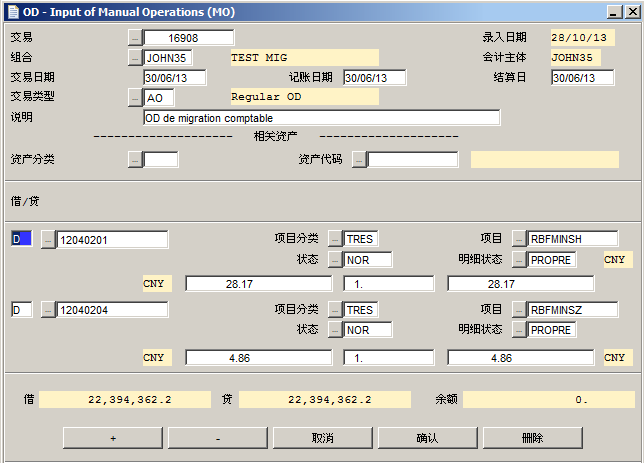 OD - Input of Manual Operations (MO)
交易 ... 16908 录入日期 28/10/13
组合 ... JOHN35 TEST MIG 会计主体 JOHN35
交易日期 30/06/13 记账日期 30/06/13 结算日 30/06/13
交易类型 ... AO Regular OD
说明 OD de migration comptable
-------------------- 相关资产 --------------------
资产分类 ... 资产代码 ...
借/贷
D ... 12040201 项目分类 ... TRES 项目 ... RBFMINSH
状态 ... NOR 明细状态 ... PROPRE CNY
CNY 28.17 1. 28.17
D ... 12040204 项目分类 ... TRES 项目 ... RBFMINSZ
状态 ... NOR 明细状态 ... PROPRE
CNY 4.86 1. 4.86 CNY
借 22,394,362.2 贷 22,394,362.2 余额 0.
+ - 取消 确认 删除